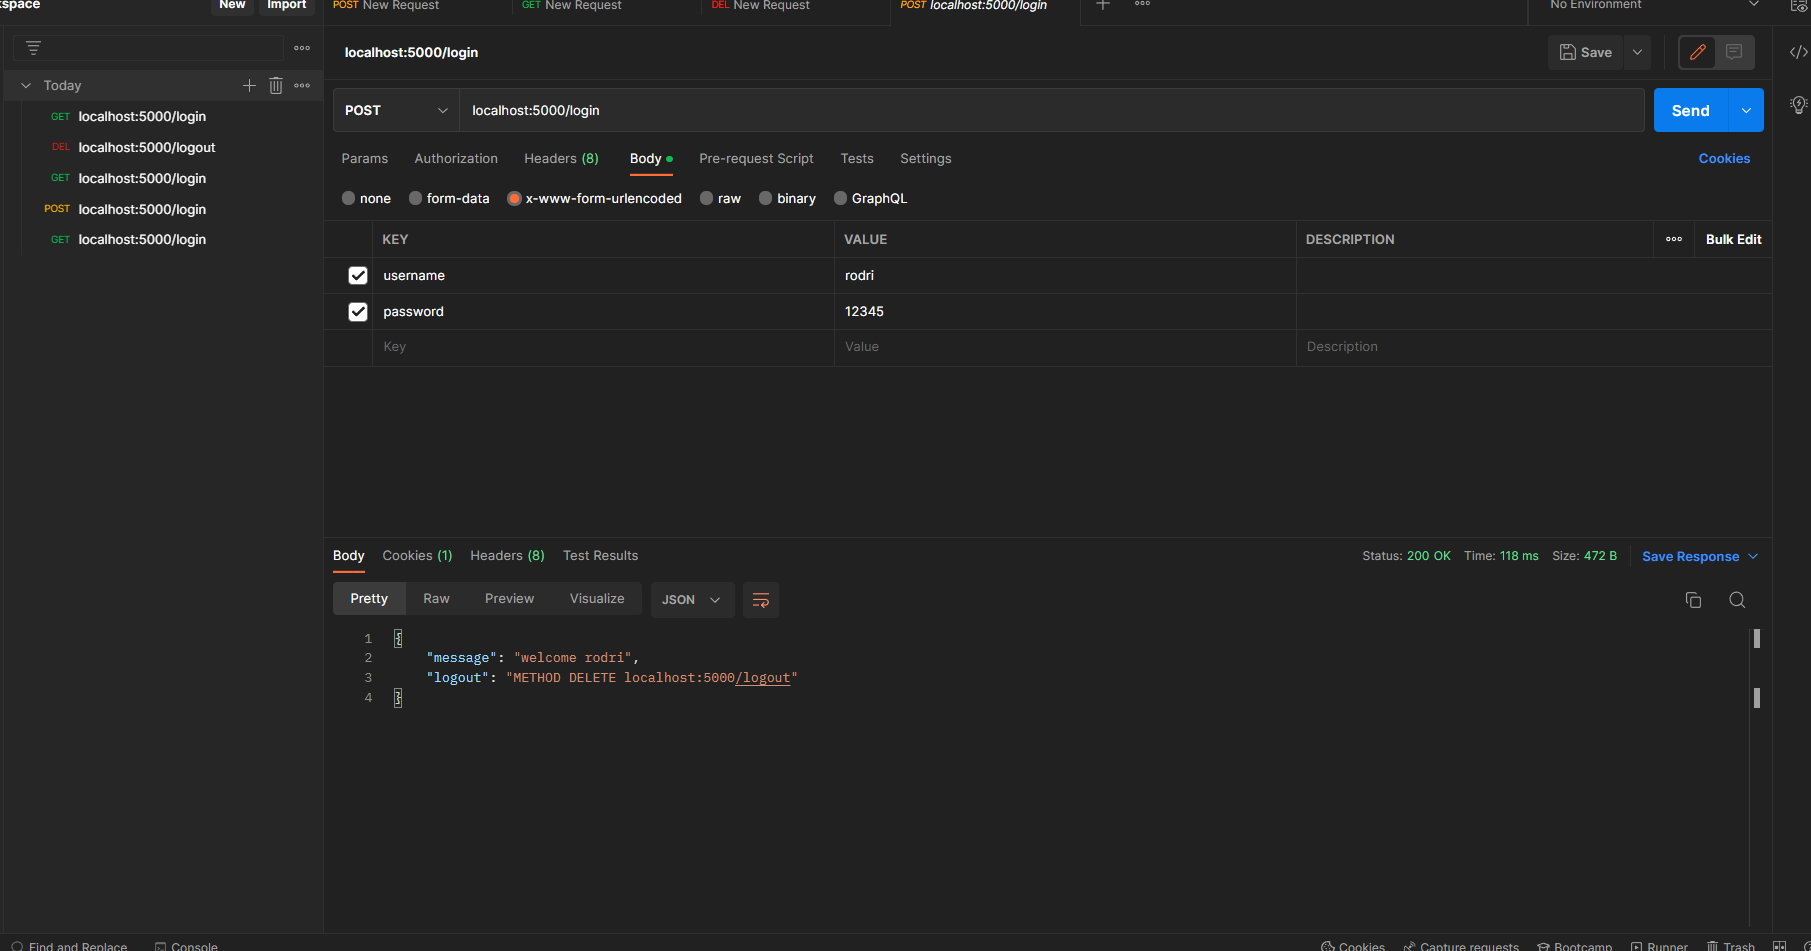 kspace New Import POST New Request GET New Request DEL New Request POST localhost:5000/login No Environment
localhost:5000/login Save
Today
GET localhost:5000/login
DEL localhost:5000/logout
GET localhost:5000/login
POST localhost:5000/login
GET localhost:5000/login
POST localhost:5000/login Send
Params Authorization Headers (8) Body Pre-request Script Tests Settings Cookies
none form-data x-www-form-urlencoded raw binary GraphQL
KEY VALUE DESCRIPTION Bulk Edit
username rodri
password 12345
Key Value Description
Body Cookies (1) Headers (8) Test Results Status: 200 OK Time: 118 ms Size: 472 B Save Response
Pretty Raw Preview Visualize JSON
1 {
2 "message": "welcome rodri",
3 "logout": "METHOD DELETE localhost:5000/logout"
4 }
Find and Replace Console Cookies Capture requests Bootcamp Runner Trash